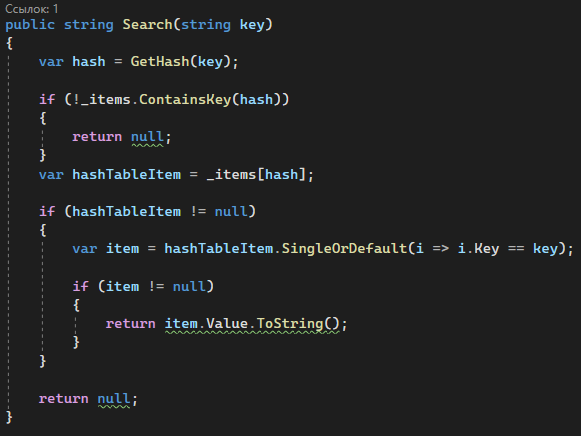 Ссылок: 1
public string Search(string key)
{
    var hash = GetHash(key);

    if (!_items.ContainsKey(hash))
    {
        return null;
    }
    var hashTableItem = _items[hash];

    if (hashTableItem != null)
    {
        var item = hashTableItem.SingleOrDefault(i => i.Key == key);

        if (item != null)
        {
            return item.Value.ToString();
        }
    }

    return null;
}